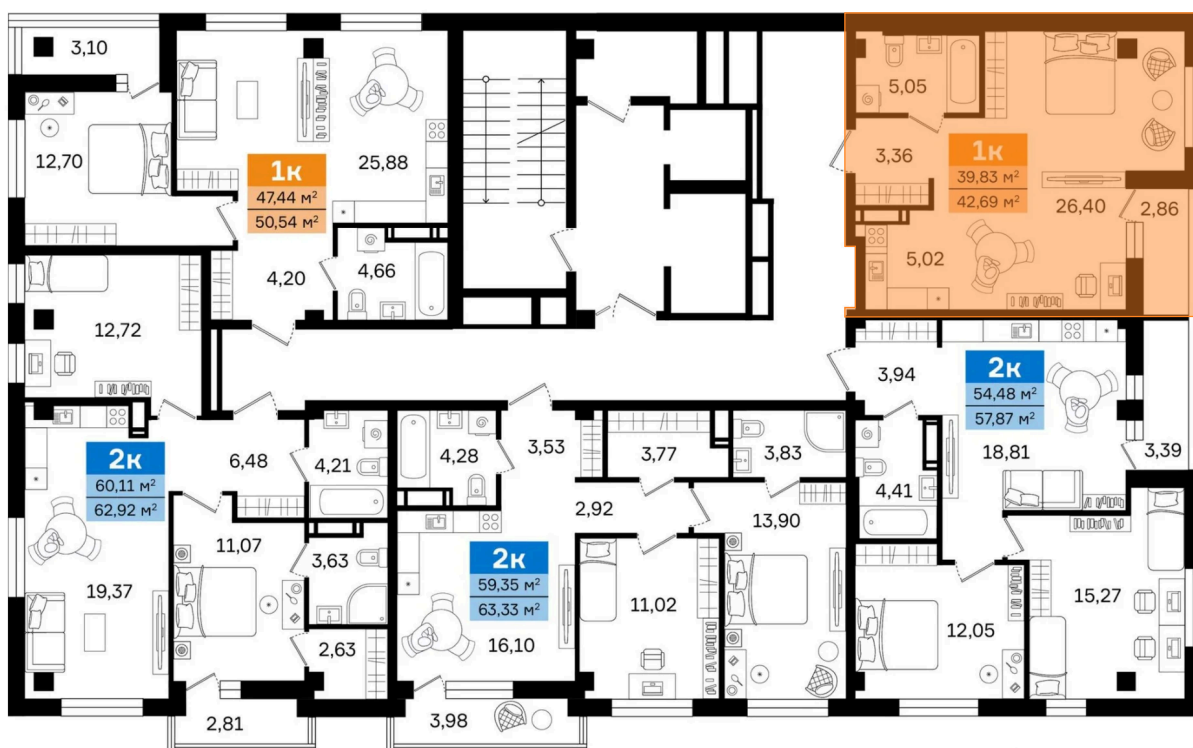 3,10
12,70
25,88
1к
47,44 м²
50,54 м²
4,20
4,66
5,05
3,36
1к
39,83 м²
42,69 м²
26,40
2,86
5,02
12,72
3,94
2к
54,48 м²
57,87 м²
18,81
3,39
4,41
2к
60,11 м²
62,92 м²
6,48
4,21
4,28
3,53
3,77
3,83
2,92
13,90
11,07
3,63
19,37
2к
59,35 м²
63,33 м²
16,10
11,02
12,05
15,27
2,63
2,81
3,98